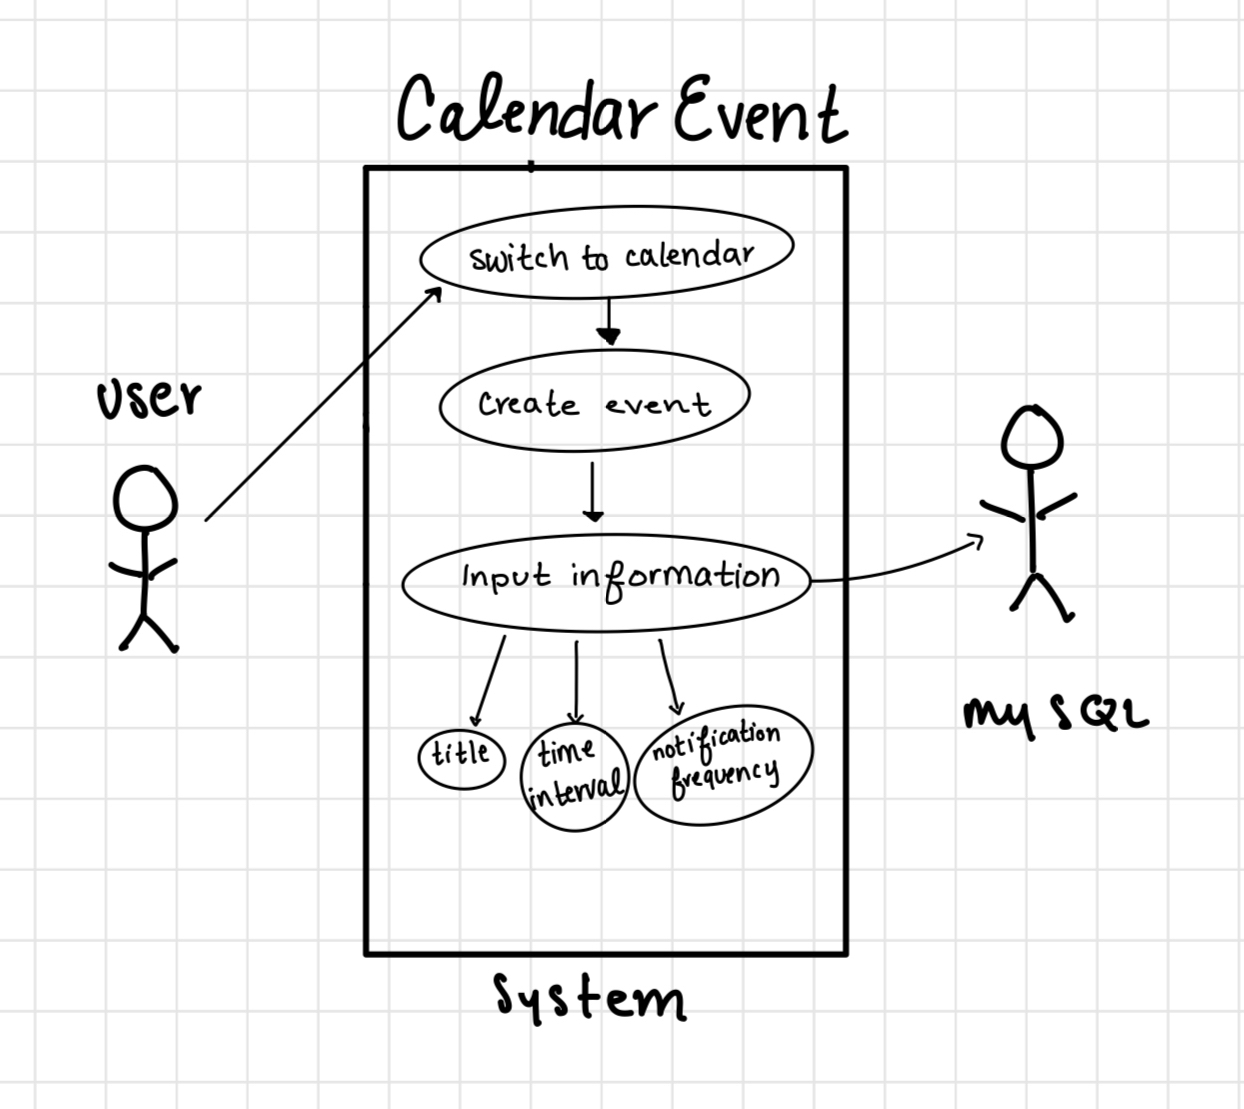 Calendar Event
switch to calendar
User
Create event
Input information
my SQL
title
time
interval
notification
frequency
System